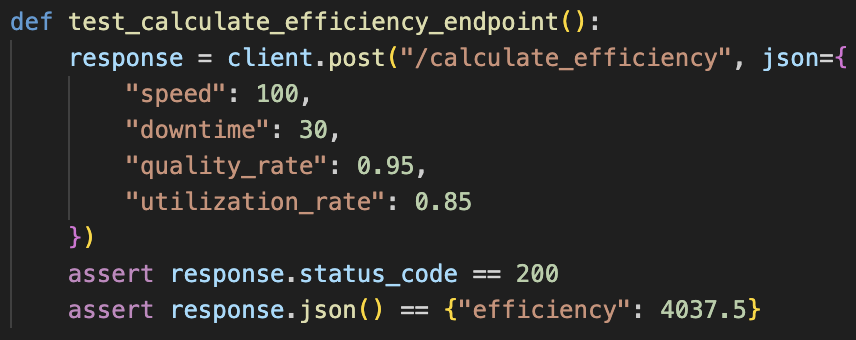 def test_calculate_efficiency_endpoint():
    response = client.post("/calculate_efficiency", json={
        "speed": 100,
        "downtime": 30,
        "quality_rate": 0.95,
        "utilization_rate": 0.85
    })
    assert response.status_code == 200
    assert response.json() == {"efficiency": 4037.5}